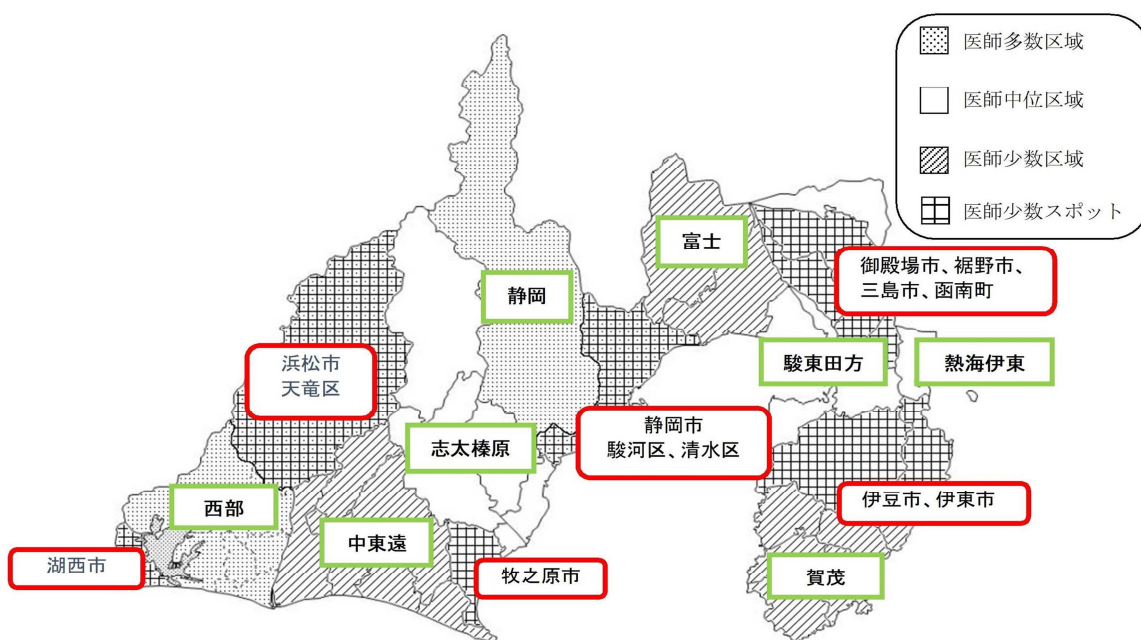 医師多数区域
医師中位区域
医師少数区域
医師少数スポット
富士
御殿場市、裾野市、
三島市、函南町
静岡
浜松市
天竜区
駿東田方
熱海伊東
静岡市
駿河区、清水区
志太榛原
西部
伊豆市、伊東市
中東遠
湖西市
牧之原市
賀茂